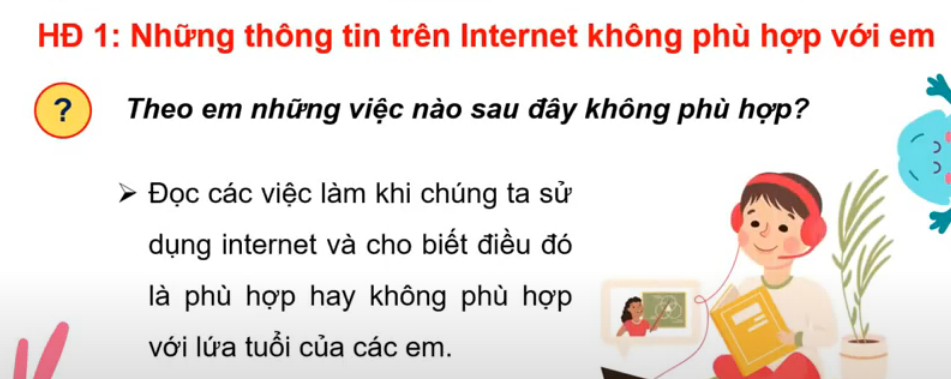 HĐ 1: Những thông tin trên Internet không phù hợp với em
? Theo em những việc nào sau đây không phù hợp?
➢ Đọc các việc làm khi chúng ta sử
dụng internet và cho biết điều đó
là phù hợp hay không phù hợp
với lứa tuổi của các em.